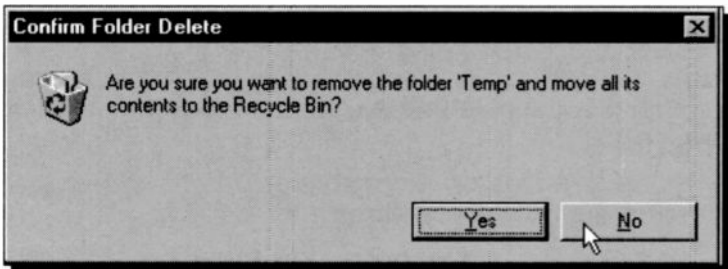 Confirm Folder Delete
Are you sure you want to remove the folder 'Temp' and move all its
contents to the Recycle Bin?
Yes
No